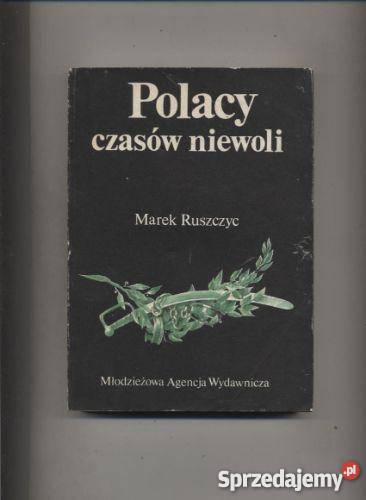 Polacy
czasów niewoli
Marek Ruszczyc
Młodzieżowa Agencja Wydawnicza
Sprzedajemy.pl